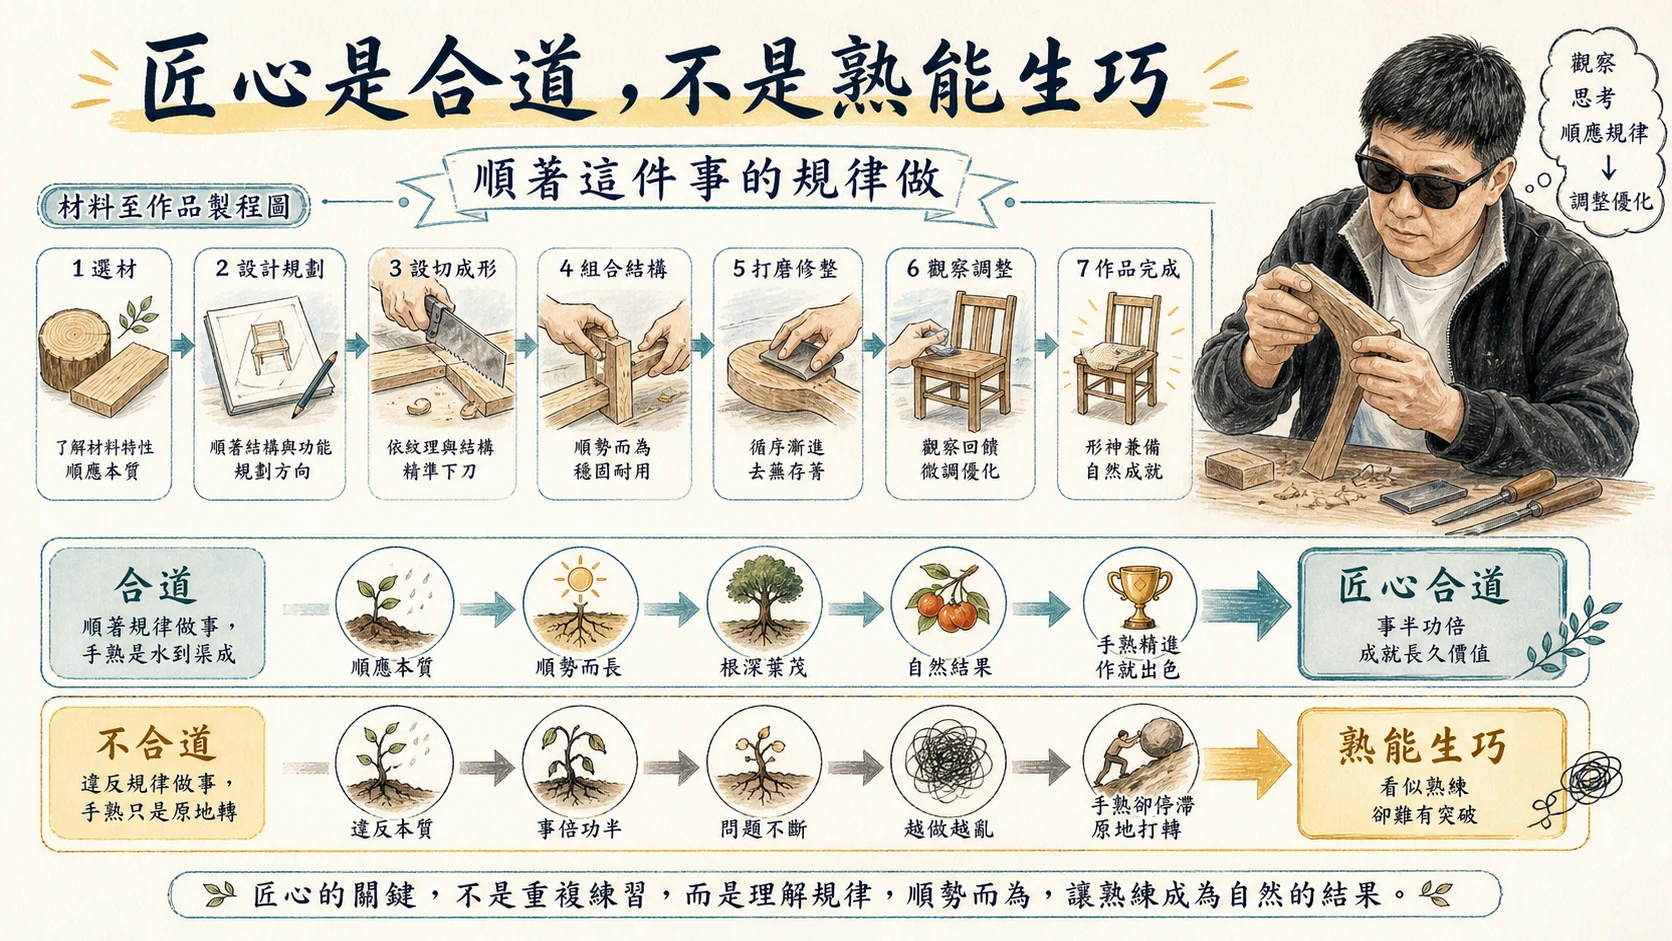 匠心是合道，不是熟能生巧
順著這件事的規律做
材料至作品製程圖
觀察
思考
順應規律
↓
調整優化
1 選材
了解材料特性
順應本質
2 設計規劃
順著結構與功能
規劃方向
3 設切成形
依紋理與結構
精準下刀
4 組合結構
順勢而為
穩固耐用
5 打磨修整
循序漸進
去蕪存菁
6 觀察調整
觀察回饋
微調優化
7 作品完成
形神兼備
自然成就
合道
順著規律做事，
手熟是水到渠成
順應本質
順勢而長
根深葉茂
自然結果
手熟精進
作就出色
匠心合道
事半功倍
成就長久價值
不合道
違反規律做事，
手熟只是原地轉
違反本質
事倍功半
問題不斷
越做越亂
手熟卻停滯
原地打轉
熟能生巧
看似熟練
卻難有突破
匠心的關鍵，不是重複練習，而是理解規律，順勢而為，讓熟練成為自然的結果。